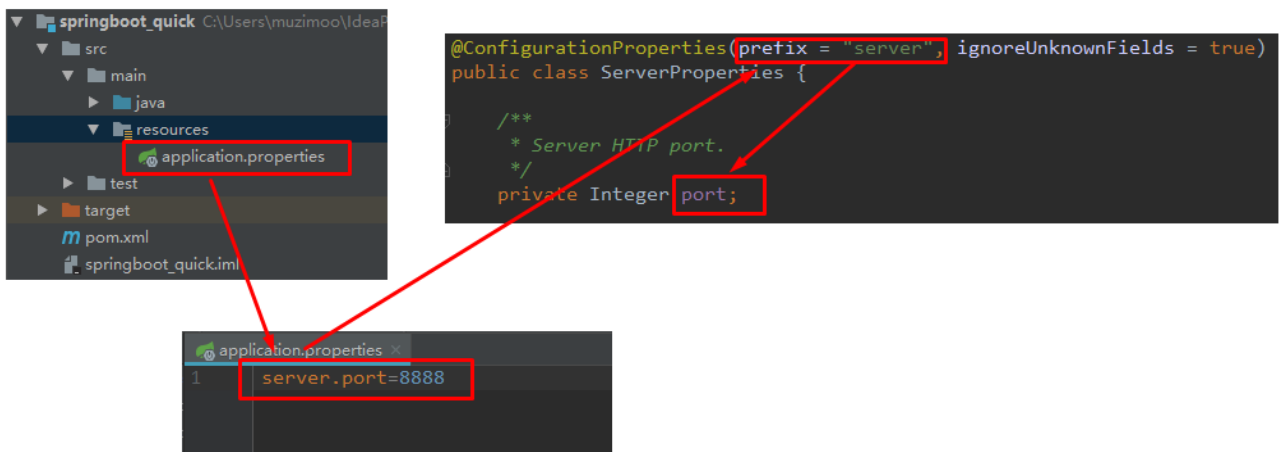 springboot_quick C:\Users\muzimoo\IdeaP
src
main
java
resources
application.properties
test
target
pom.xml
springboot_quick.iml
@ConfigurationProperties(prefix = "server", ignoreUnknownFields = true)
public class ServerProperties {
/**
* Server HTTP port.
*/
private Integer port;
application.properties
1 server.port=8888